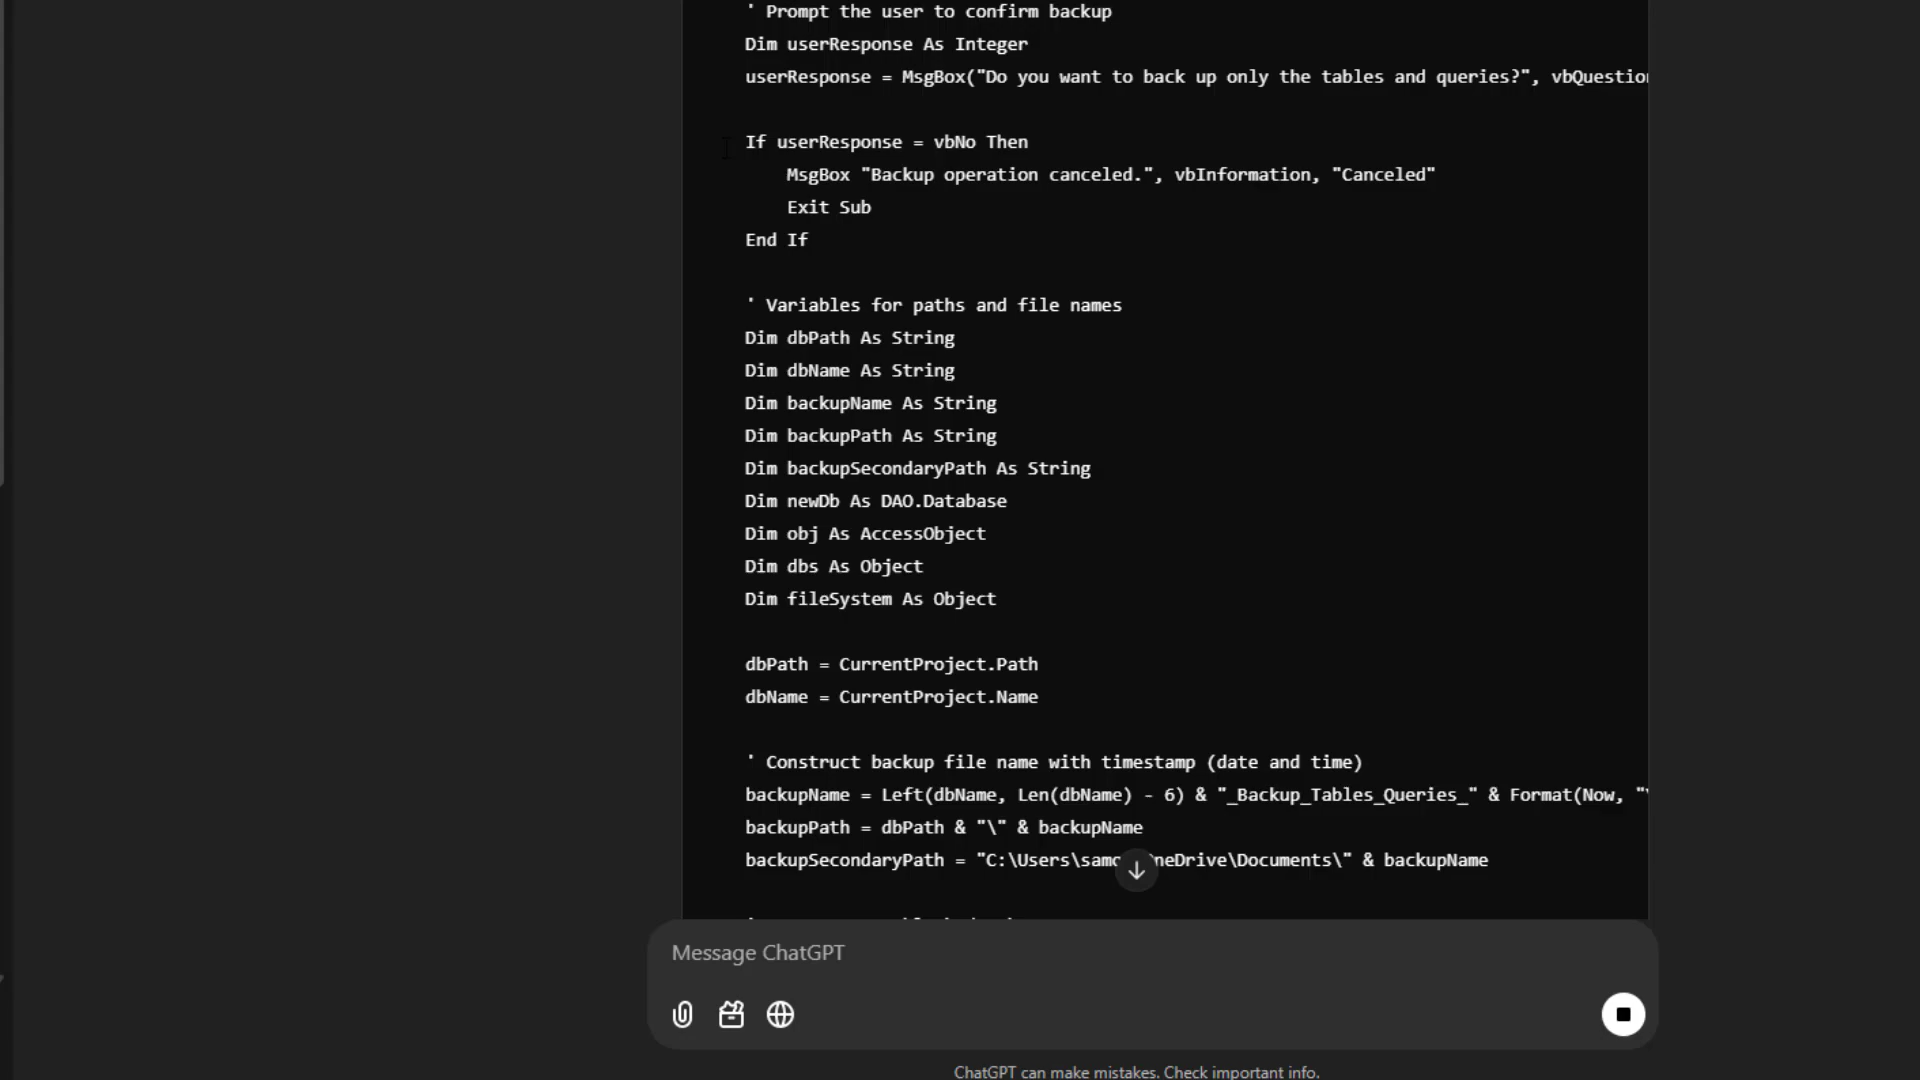 ' Prompt the user to confirm backup
Dim userResponse As Integer
userResponse = MsgBox("Do you want to back up only the tables and queries?", vbQuestion
If userResponse = vbNo Then
MsgBox "Backup operation canceled.", vbInformation, "Canceled"
Exit Sub
End If
' Variables for paths and file names
Dim dbPath As String
Dim dbName As String
Dim backupName As String
Dim backupPath As String
Dim backupSecondaryPath As String
Dim newDb As DAO.Database
Dim obj As AccessObject
Dim dbs As Object
Dim fileSystem As Object
dbPath = CurrentProject.Path
dbName = CurrentProject.Name
' Construct backup file name with timestamp (date and time)
backupName = Left(dbName, Len(dbName) - 6) & "_Backup_Tables_Queries_" & Format(Now, "
backupPath = dbPath & "\" & backupName
backupSecondaryPath = "C:\Users\ neDrive\Documents\" & backupName
Message ChatGPT
ChatGPT can make mistakes. Check important info.